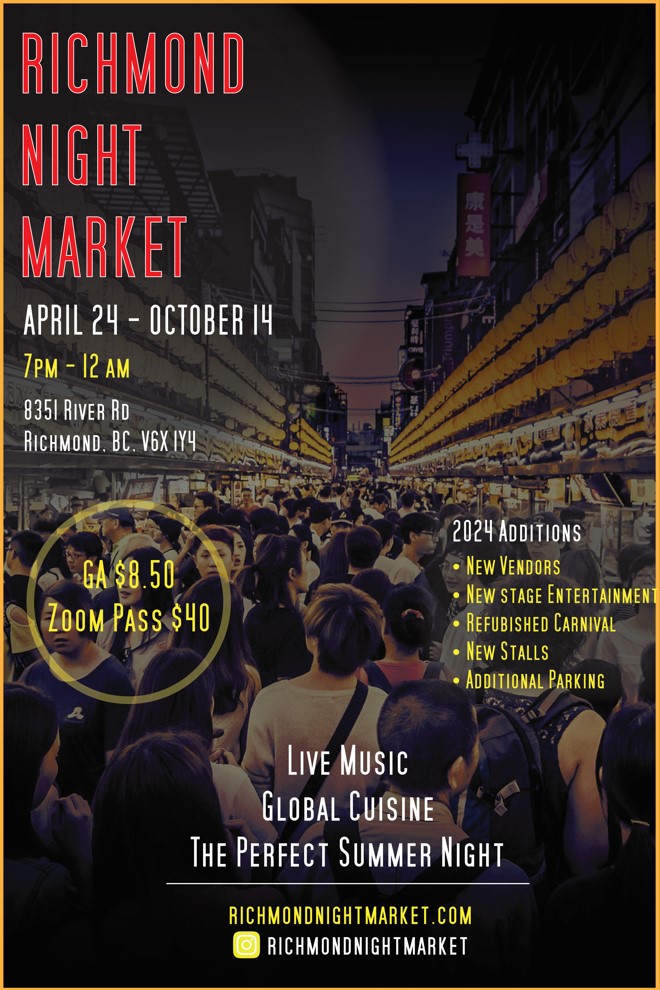 RICHMOND
NIGHT
MARKET
APRIL 24 - OCTOBER 14
7PM - 12 AM
8351 RIVER RD
RICHMOND, BC, V6X 1Y4
康是美
GA $8.50
ZOOM PASS $40
2024 ADDITIONS
• NEW VENDORS
• NEW STAGE ENTERTAINMENT
• REFUBISHED CARNIVAL
• NEW STALLS
• ADDITIONAL PARKING
LIVE MUSIC
GLOBAL CUISINE
THE PERFECT SUMMER NIGHT
RICHMONDNIGHTMARKET.COM
RICHMONDNIGHTMARKET